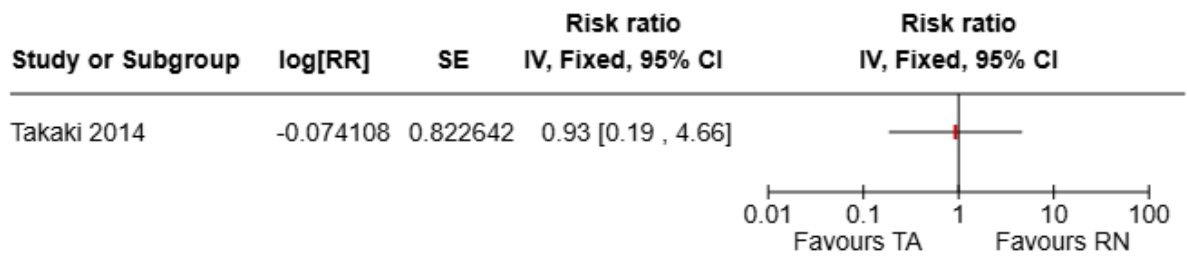 Risk ratio Risk ratio
Study or Subgroup log[RR] SE IV, Fixed, 95% CI IV, Fixed, 95% CI
Takaki 2014 -0.074108 0.822642 0.93 [0.19 , 4.66]
0.01 0.1 1 10 100
Favours TA Favours RN